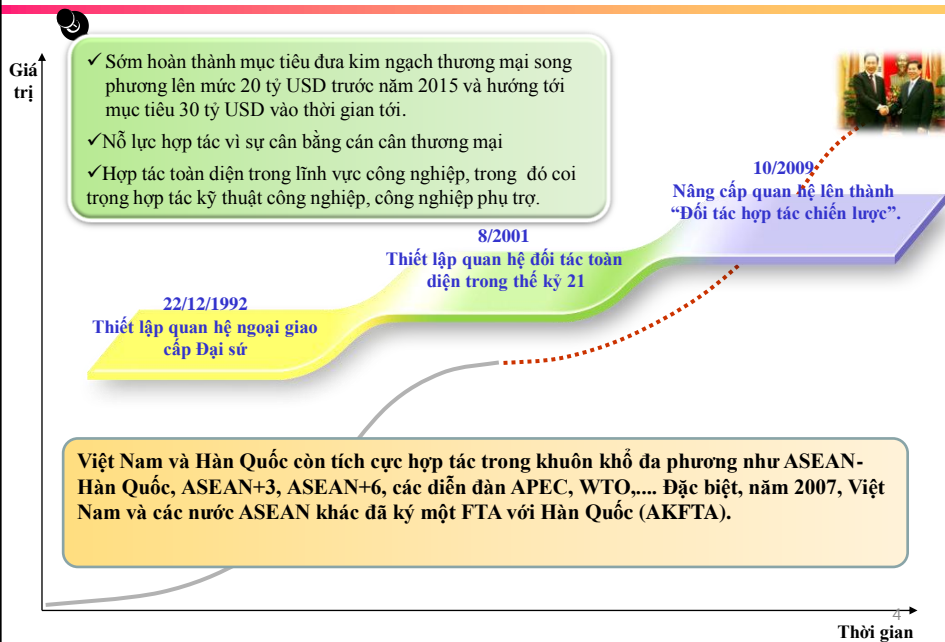 Giá
trị
✓ Sớm hoàn thành mục tiêu đưa kim ngạch thương mại song
phương lên mức 20 tỷ USD trước năm 2015 và hướng tới
mục tiêu 30 tỷ USD vào thời gian tới.
✓Nỗ lực hợp tác vì sự cân bằng cán cân thương mại
✓Hợp tác toàn diện trong lĩnh vực công nghiệp, trong đó coi
trọng hợp tác kỹ thuật công nghiệp, công nghiệp phụ trợ.
10/2009
Nâng cấp quan hệ lên thành
“Đối tác hợp tác chiến lược”.
8/2001
Thiết lập quan hệ đối tác toàn
diện trong thế kỷ 21
22/12/1992
Thiết lập quan hệ ngoại giao
cấp Đại sứ
Việt Nam và Hàn Quốc còn tích cực hợp tác trong khuôn khổ đa phương như ASEAN-
Hàn Quốc, ASEAN+3, ASEAN+6, các diễn đàn APEC, WTO,.... Đặc biệt, năm 2007, Việt
Nam và các nước ASEAN khác đã ký một FTA với Hàn Quốc (AKFTA).
4
Thời gian